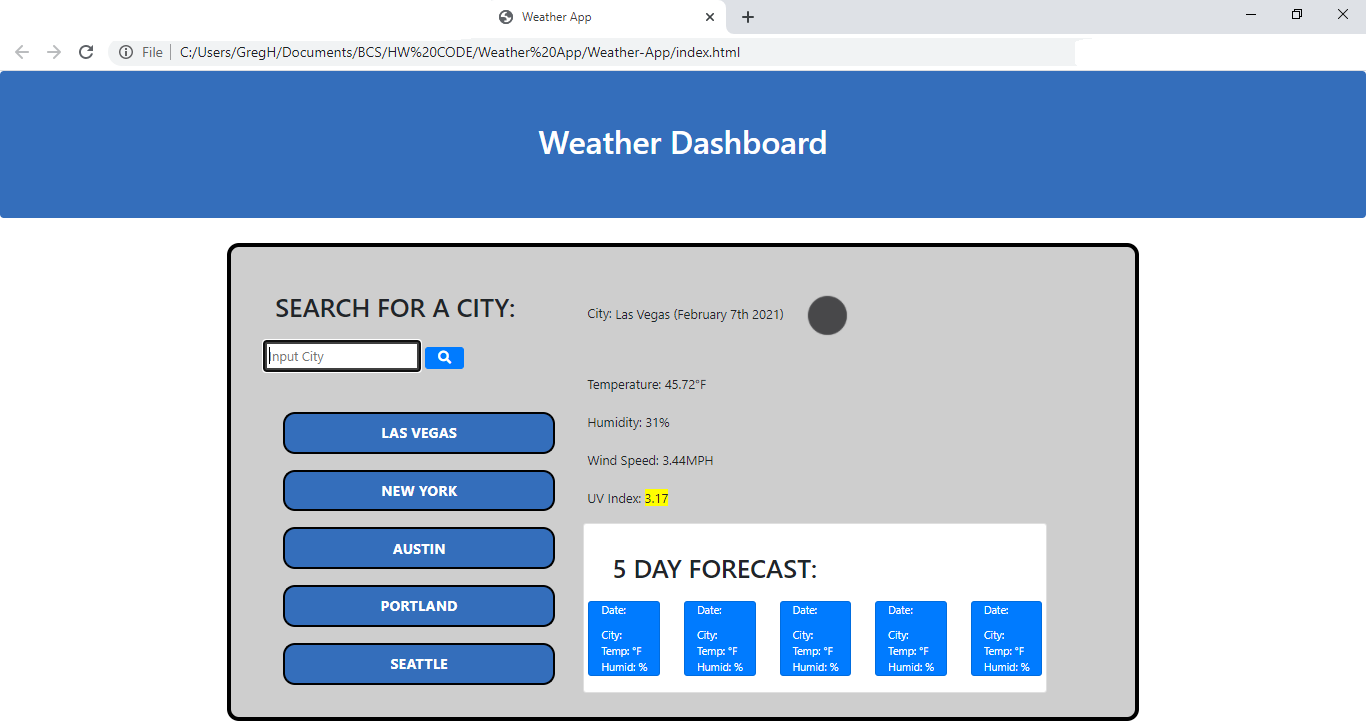 Weather App
File C:/Users/GregH/Documents/BCS/HW%20CODE/Weather%20App/Weather-App/index.html
Weather Dashboard
SEARCH FOR A CITY:
Input City
LAS VEGAS
NEW YORK
AUSTIN
PORTLAND
SEATTLE
City: Las Vegas (February 7th 2021)
Temperature: 45.72°F
Humidity: 31%
Wind Speed: 3.44MPH
UV Index: 3.17
5 DAY FORECAST:
Date:
City:
Temp: °F
Humid: %
Date:
City:
Temp: °F
Humid: %
Date:
City:
Temp: °F
Humid: %
Date:
City:
Temp: °F
Humid: %
Date:
City:
Temp: °F
Humid: %